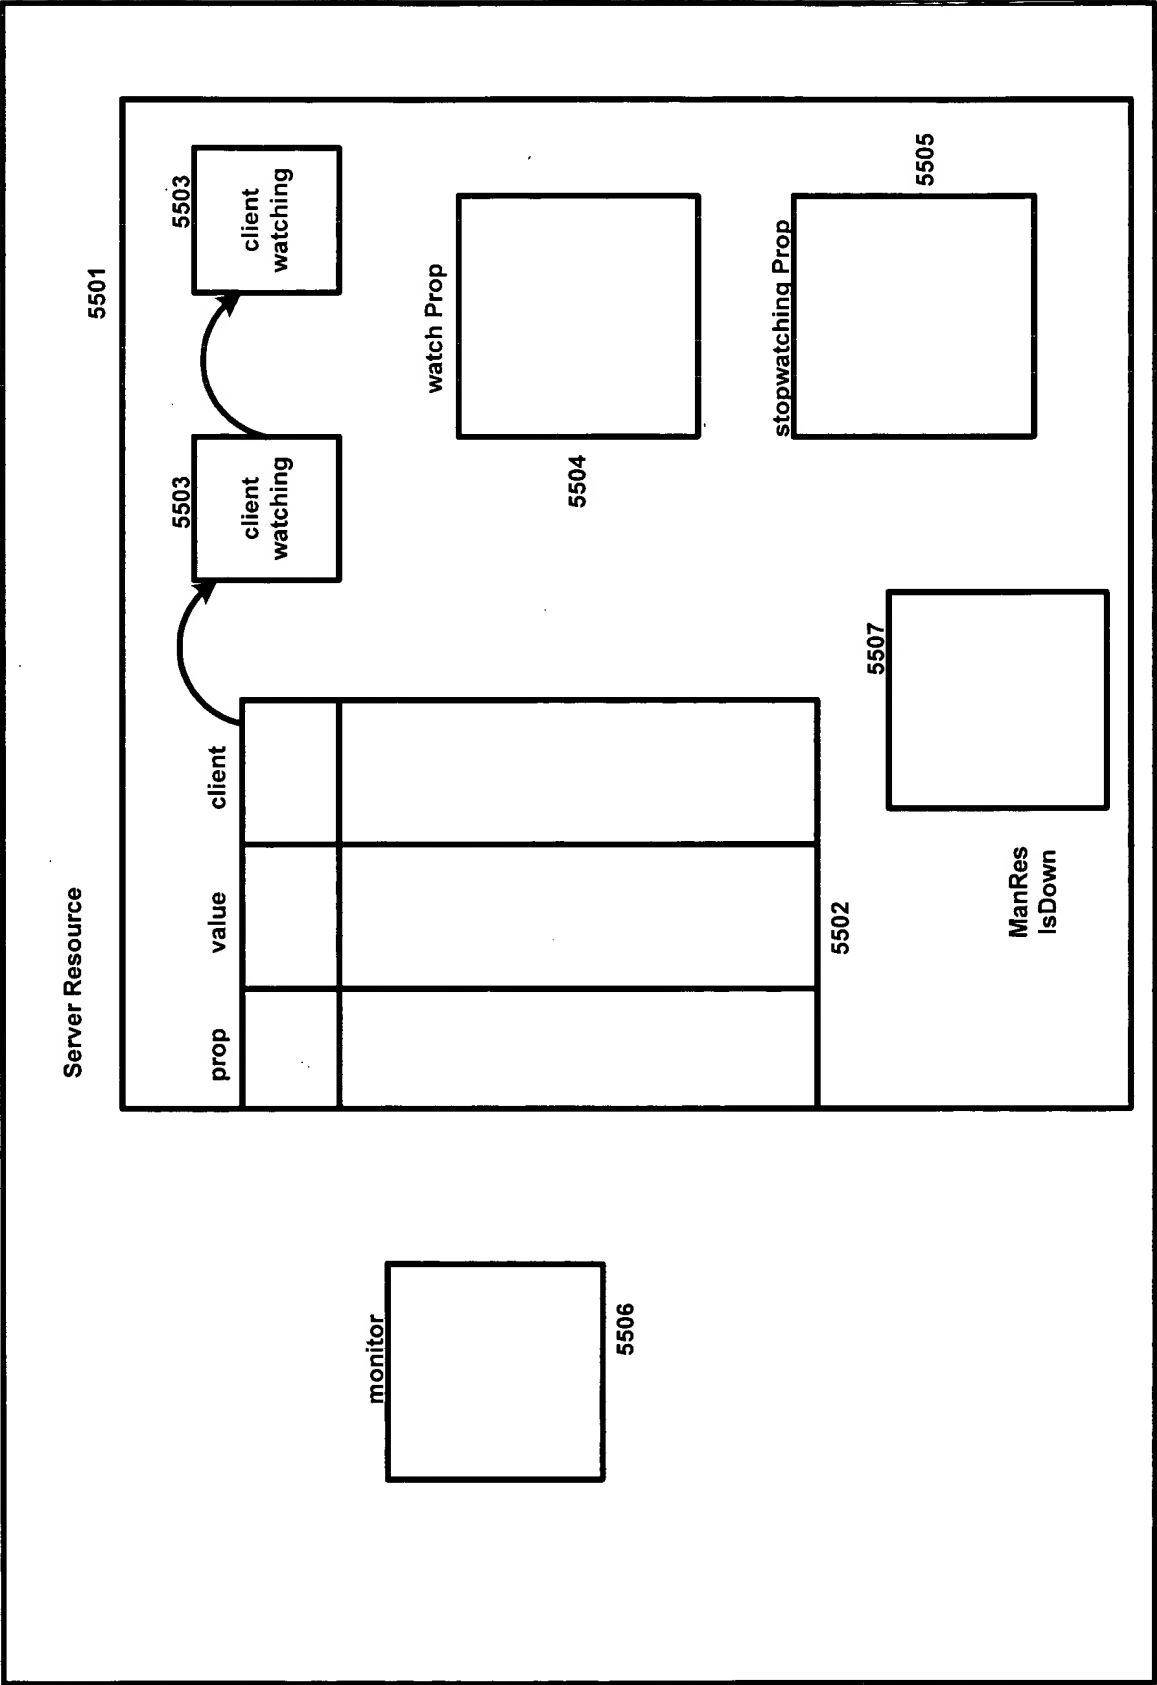 Server Resource
5501
prop
value
client
5503
client
watching
5503
client
watching
monitor
5506
5502
watch Prop
5504
stopwatching Prop
5505
5507
ManRes
IsDown